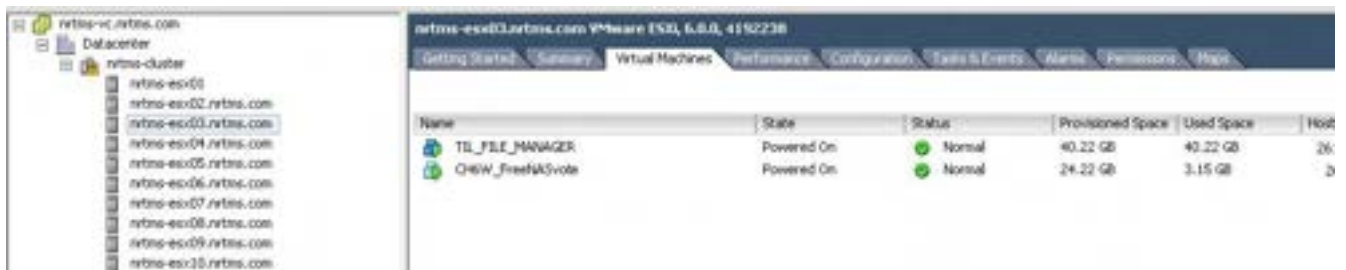 nrtms-vc.nrtms.com
Datacenter
nrtms-cluster
nrtms-esx01
nrtms-esx02.nrtms.com
nrtms-esx03.nrtms.com
nrtms-esx04.nrtms.com
nrtms-esx05.nrtms.com
nrtms-esx06.nrtms.com
nrtms-esx07.nrtms.com
nrtms-esx08.nrtms.com
nrtms-esx09.nrtms.com
nrtms-esx10.nrtms.com
nrtms-esx03.nrtms.com VMware ESXi, 6.0.0, 4192238
Getting Started Summary Virtual Machines Performance Configuration Tasks & Events Alarms Permissions Maps
Name State Status Provisioned Space Used Space Host
TIL_FILE_MANAGER Powered On Normal 40.22 GB 40.22 GB 26
CH6W_FreeNASvote Powered On Normal 24.22 GB 3.15 GB